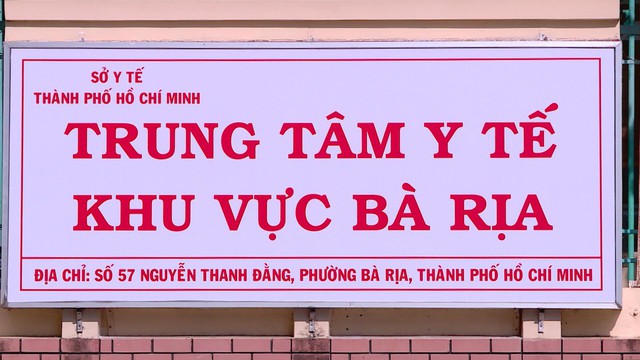 SỞ Y TẾ
THÀNH PHỐ HỒ CHÍ MINH
TRUNG TÂM Y TẾ
KHU VỰC BÀ RỊA
ĐỊA CHỈ: SỐ 57 NGUYỄN THANH ĐẰNG, PHƯỜNG BÀ RỊA, THÀNH PHỐ HỒ CHÍ MINH